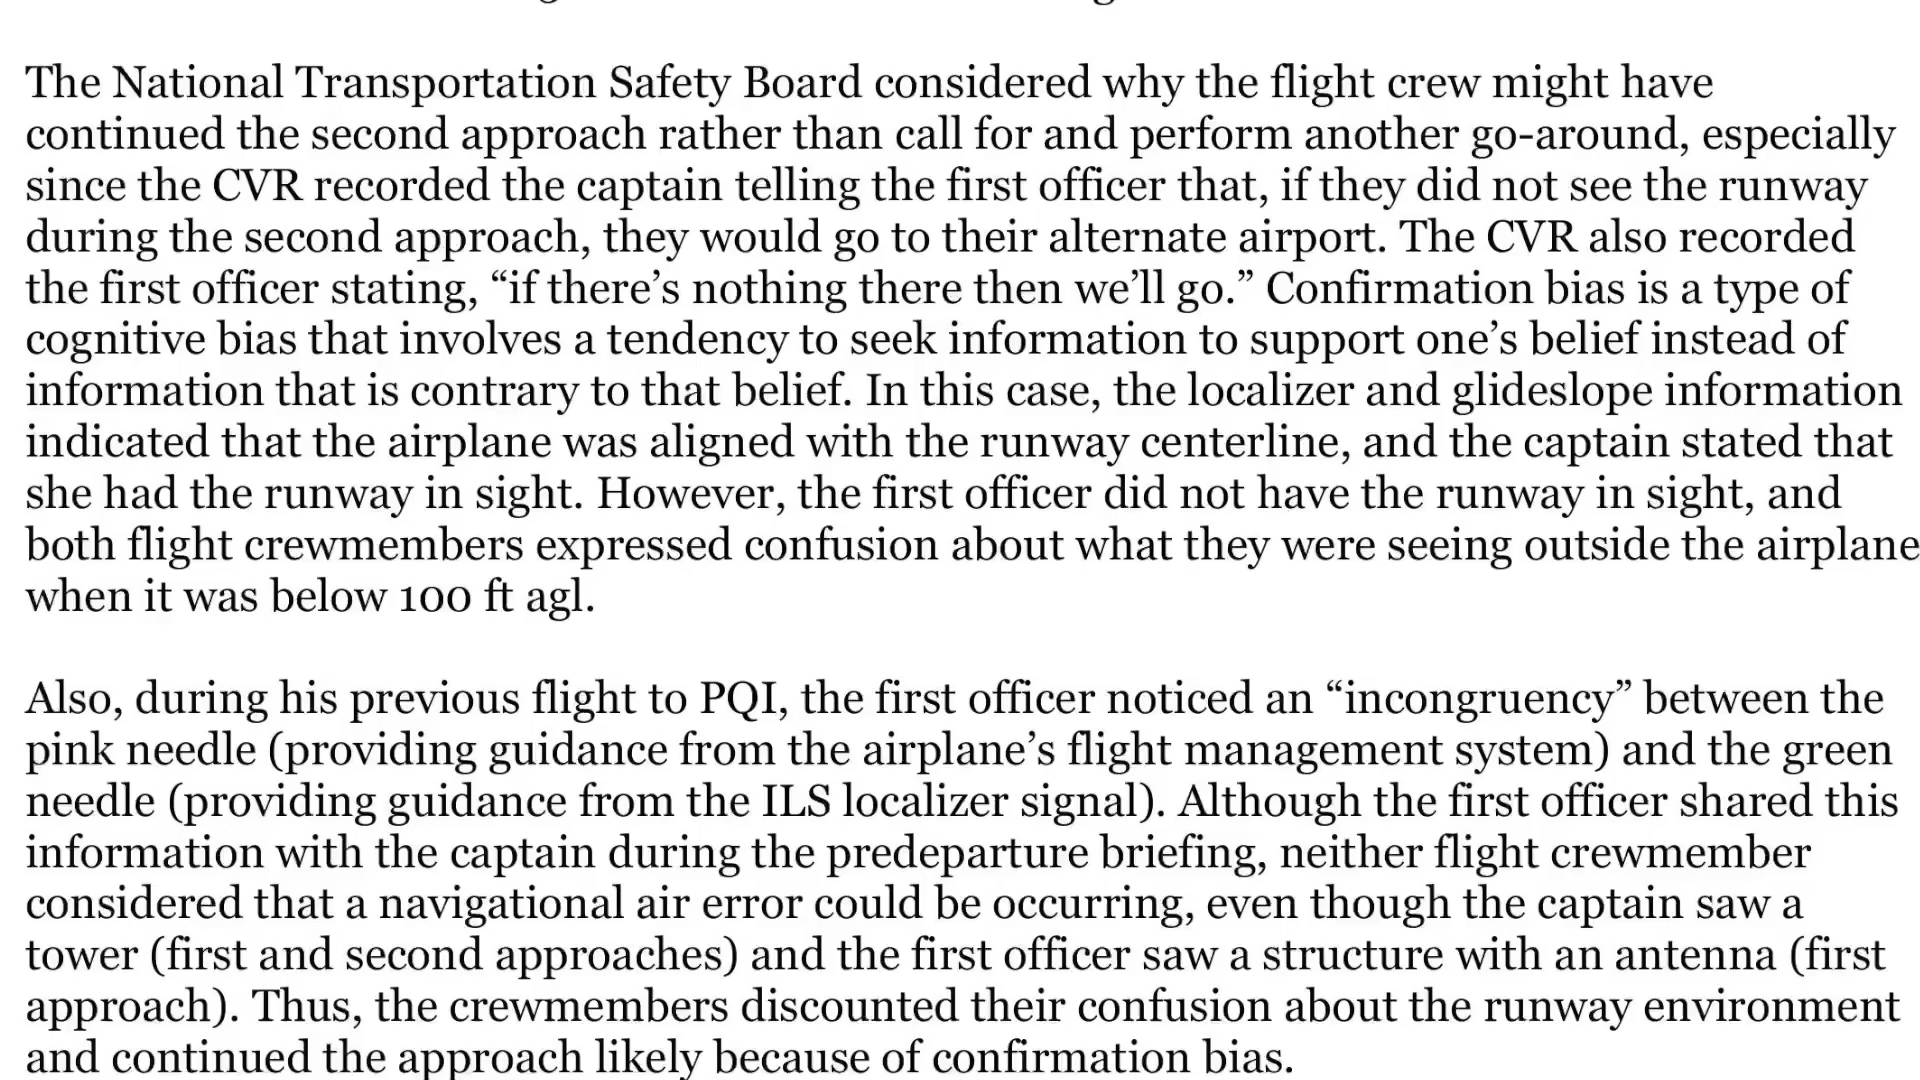 The National Transportation Safety Board considered why the flight crew might have
continued the second approach rather than call for and perform another go-around, especially
since the CVR recorded the captain telling the first officer that, if they did not see the runway
during the second approach, they would go to their alternate airport. The CVR also recorded
the first officer stating, “if there’s nothing there then we’ll go.” Confirmation bias is a type of
cognitive bias that involves a tendency to seek information to support one’s belief instead of
information that is contrary to that belief. In this case, the localizer and glideslope information
indicated that the airplane was aligned with the runway centerline, and the captain stated that
she had the runway in sight. However, the first officer did not have the runway in sight, and
both flight crewmembers expressed confusion about what they were seeing outside the airplane
when it was below 100 ft agl.
Also, during his previous flight to PQI, the first officer noticed an “incongruency” between the
pink needle (providing guidance from the airplane’s flight management system) and the green
needle (providing guidance from the ILS localizer signal). Although the first officer shared this
information with the captain during the predeparture briefing, neither flight crewmember
considered that a navigational air error could be occurring, even though the captain saw a
tower (first and second approaches) and the first officer saw a structure with an antenna (first
approach). Thus, the crewmembers discounted their confusion about the runway environment
and continued the approach likely because of confirmation bias.